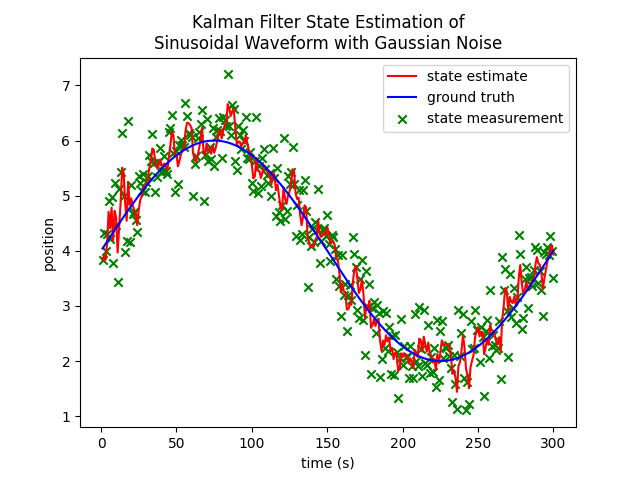 Kalman Filter State Estimation of
Sinusoidal Waveform with Gaussian Noise
state estimate
ground truth
state measurement
7
6
5
4
3
2
1
position
0 50 100 150 200 250 300
time (s)